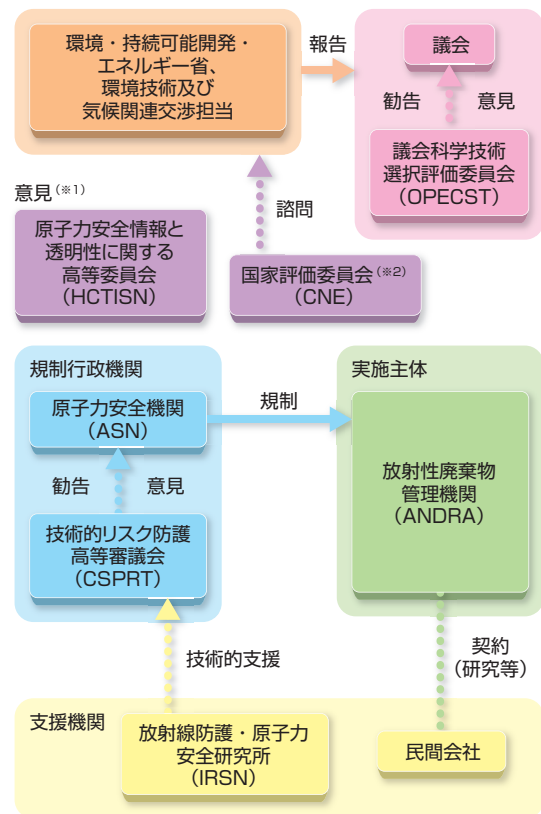 環境・持続可能開発・
エネルギー省、
環境技術及び
気候関連交渉担当
報告
議会
勧告
意見
議会科学技術
選択評価委員会
(OPECST)
意見(※1)
原子力安全情報と
透明性に関する
高等委員会
(HCTISN)
諮問
国家評価委員会(※2)
(CNE)
規制行政機関
原子力安全機関
(ASN)
規制
実施主体
放射性廃棄物
管理機関
(ANDRA)
勧告
意見
技術的リスク防護
高等審議会
(CSPRT)
技術的支援
契約
(研究等)
支援機関
放射線防護・原子力
安全研究所
(IRSN)
民間会社